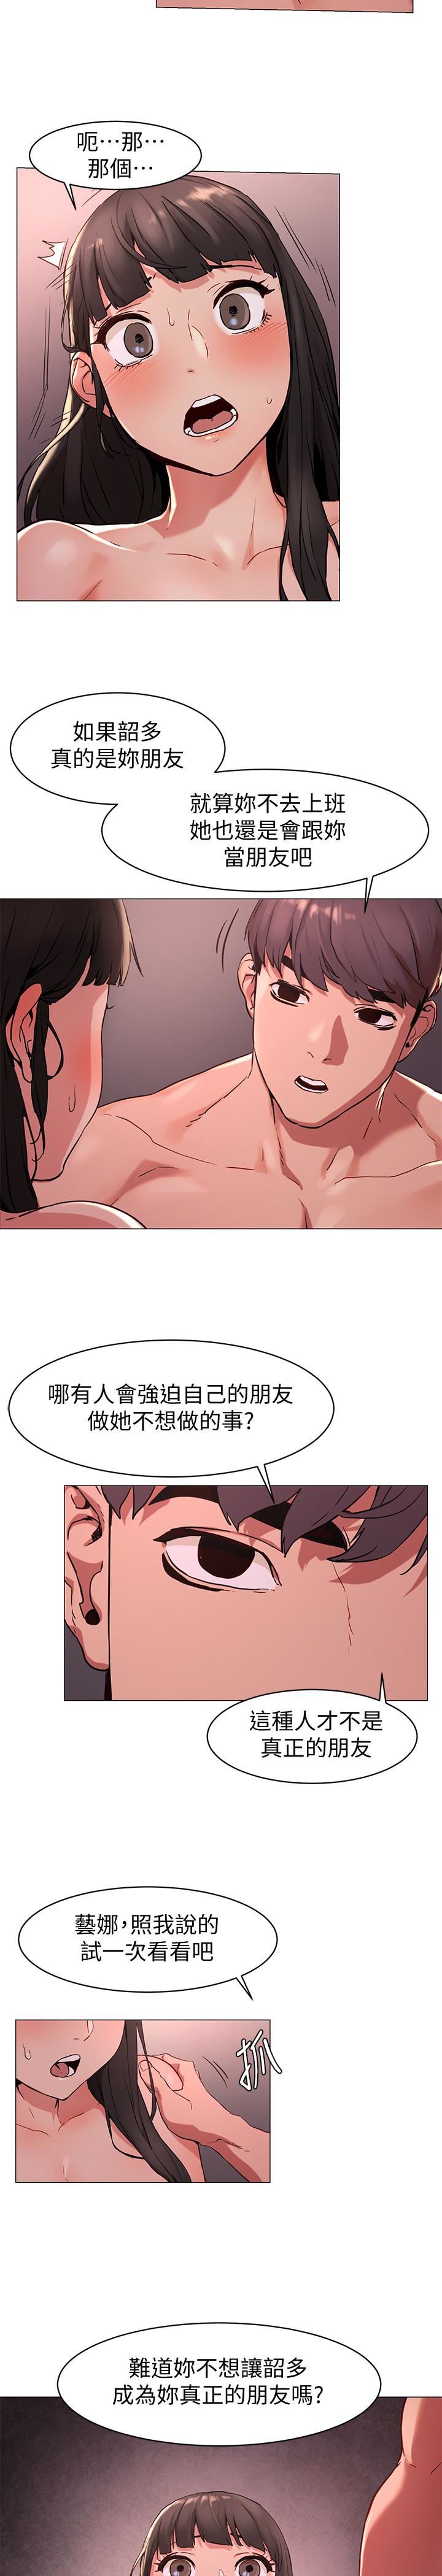 呃⋯那⋯
那個⋯
如果韶多
真的是妳朋友
就算妳不去上班
她也還是會跟妳
當朋友吧
哪有人會強迫自己的朋友
做她不想做的事?
這種人才不是
真正的朋友
藝娜,照我說的
試一次看看吧
抓
難道妳不想讓韶多
成為妳真正的朋友嗎?